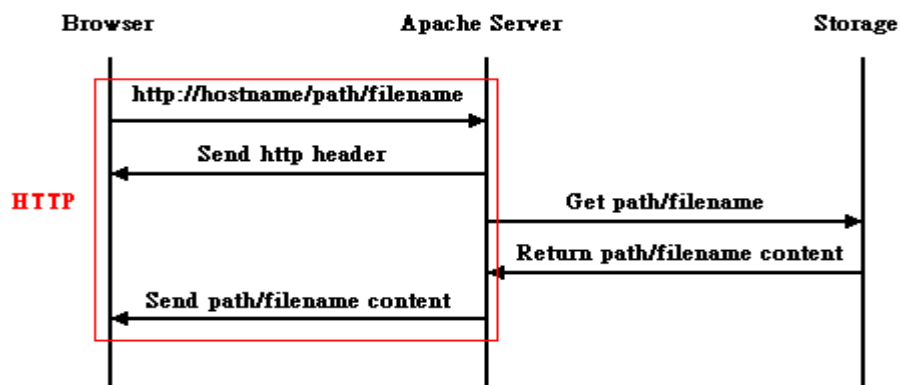 Browser
Apache Server
Storage
http://hostname/path/filename
Send http header
HTTP
Get path/filename
Return path/filename content
Send path/filename content